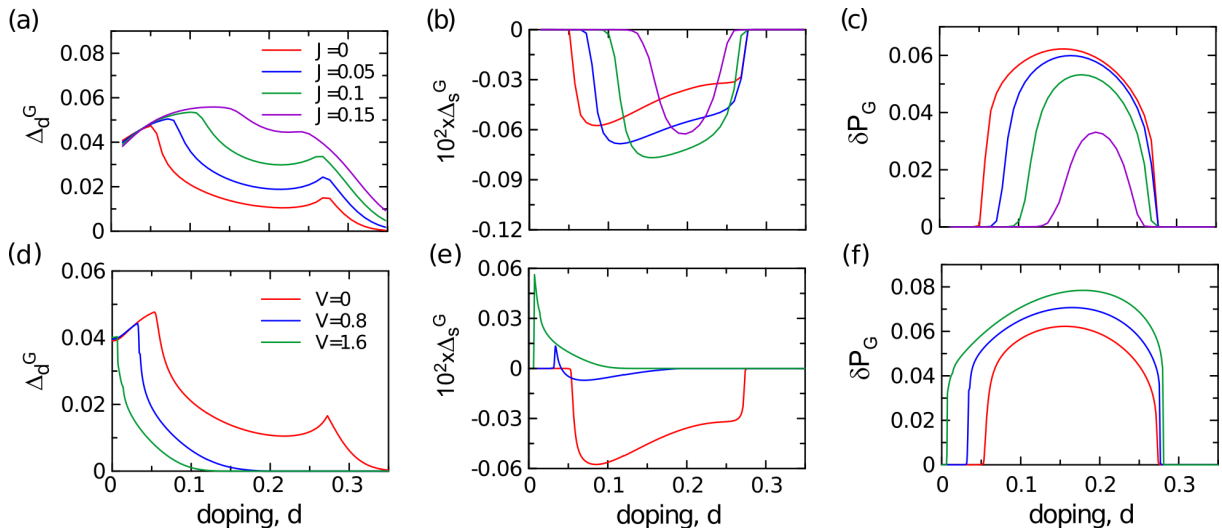 (a)
0.08
0.06
0.04
0.02
0
Δ_d^G
J=0
J=0.05
J=0.1
J=0.15
(b)
0
-0.03
-0.06
-0.09
-0.12
10²xΔ_s^G
(c)
0.06
0.04
0.02
0
δP_G
(d)
0.06
0.04
0.02
0
Δ_d^G
V=0
V=0.8
V=1.6
0 0.1 0.2 0.3
doping, d
(e)
0.06
0.03
0
-0.03
-0.06
10²xΔ_s^G
0 0.1 0.2 0.3
doping, d
(f)
0.08
0.06
0.04
0.02
0
δP_G
0 0.1 0.2 0.3
doping, d